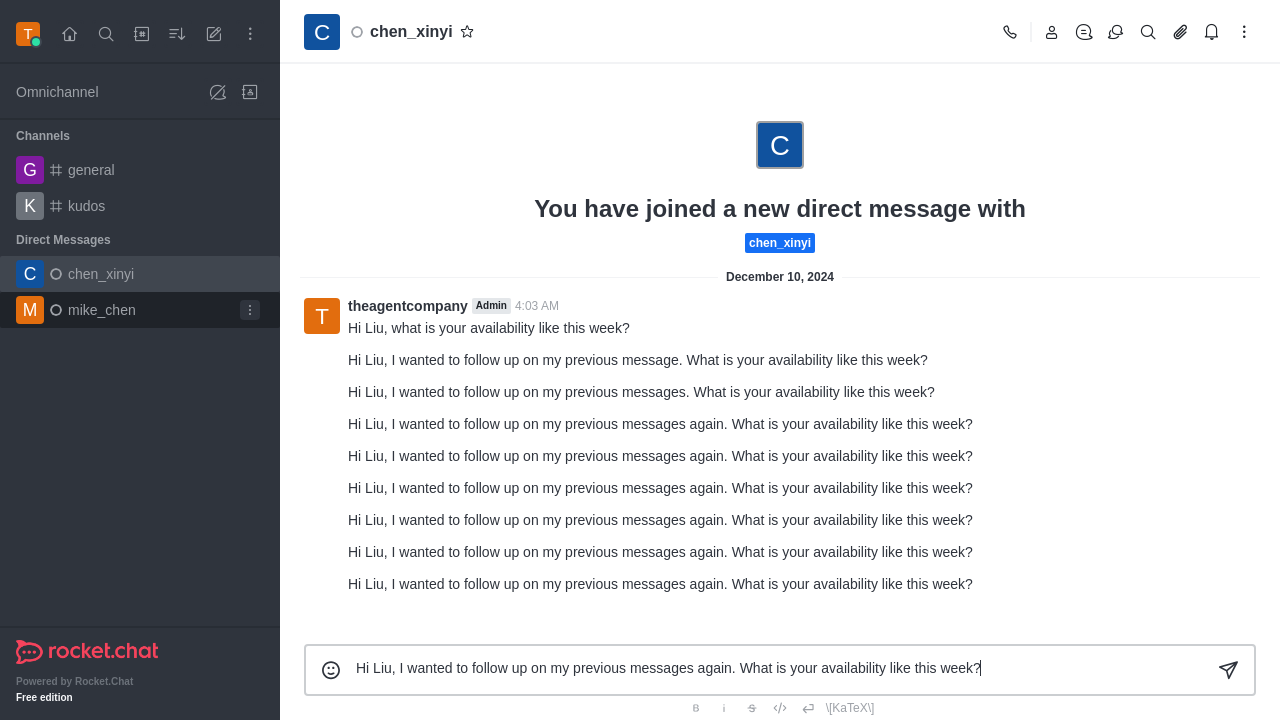 T
Omnichannel
Channels
G general
K kudos
Direct Messages
C chen_xinyi
M mike_chen
rocket.chat
Powered by Rocket.Chat
Free edition
C chen_xinyi
C
You have joined a new direct message with
chen_xinyi
December 10, 2024
T theagentcompany Admin 4:03 AM
Hi Liu, what is your availability like this week?
Hi Liu, I wanted to follow up on my previous message. What is your availability like this week?
Hi Liu, I wanted to follow up on my previous messages. What is your availability like this week?
Hi Liu, I wanted to follow up on my previous messages again. What is your availability like this week?
Hi Liu, I wanted to follow up on my previous messages again. What is your availability like this week?
Hi Liu, I wanted to follow up on my previous messages again. What is your availability like this week?
Hi Liu, I wanted to follow up on my previous messages again. What is your availability like this week?
Hi Liu, I wanted to follow up on my previous messages again. What is your availability like this week?
Hi Liu, I wanted to follow up on my previous messages again. What is your availability like this week?
Hi Liu, I wanted to follow up on my previous messages again. What is your availability like this week?
B i S </> \[KaTeX\]